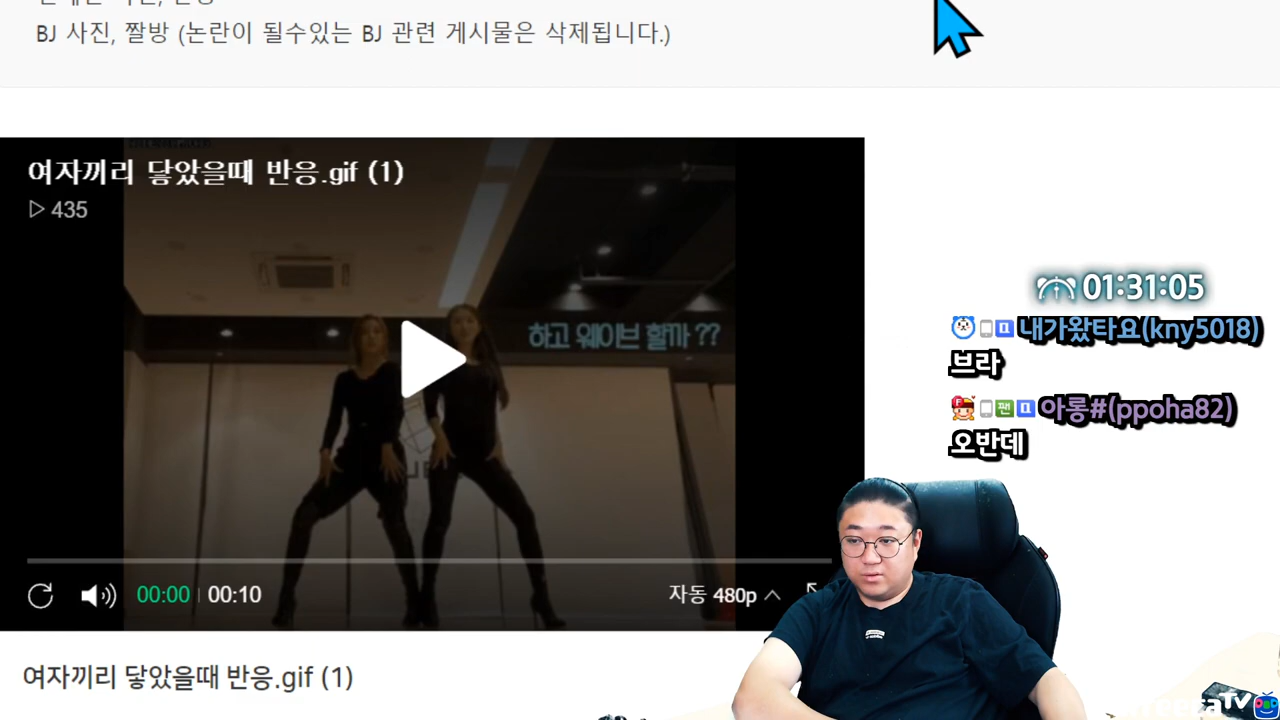 BJ 사진, 짤방 (논란이 될수있는 BJ 관련 게시물은 삭제됩니다.)
여자끼리 닿았을때 반응.gif (1)
435
하고 웨이브 할까 ??
01:31:05
내가왔타요(kny5018)
브라
짼 아롱#(ppoha82)
오반데
00:00 00:10
자동 480p
여자끼리 닿았을때 반응.gif (1)